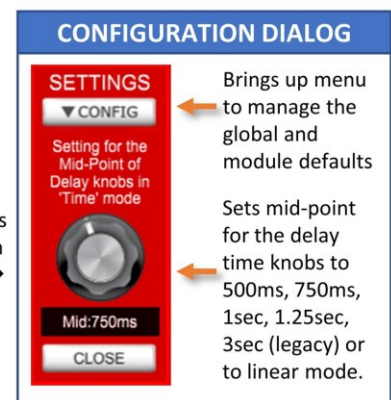 CONFIGURATION DIALOG
SETTINGS
▼CONFIG
Setting for the
Mid-Point of
Delay knobs in
'Time' mode
Mid:750ms
CLOSE
Brings up menu
to manage the
global and
module defaults
Sets mid-point
for the delay
time knobs to
500ms, 750ms,
1sec, 1.25sec,
3sec (legacy) or
to linear mode.